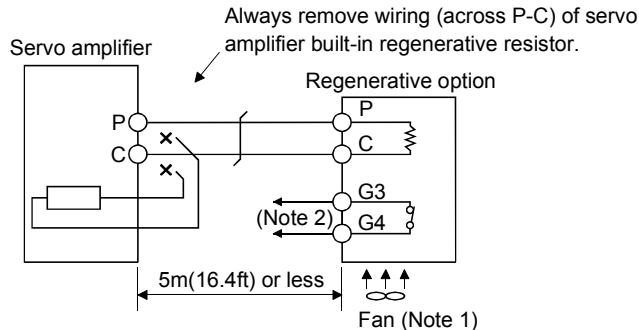 Always remove wiring (across P-C) of servo
amplifier built-in regenerative resistor.
Servo amplifier
Regenerative option
P
P
C
C
G3
(Note 2)
G4
5m(16.4ft) or less
Fan (Note 1)